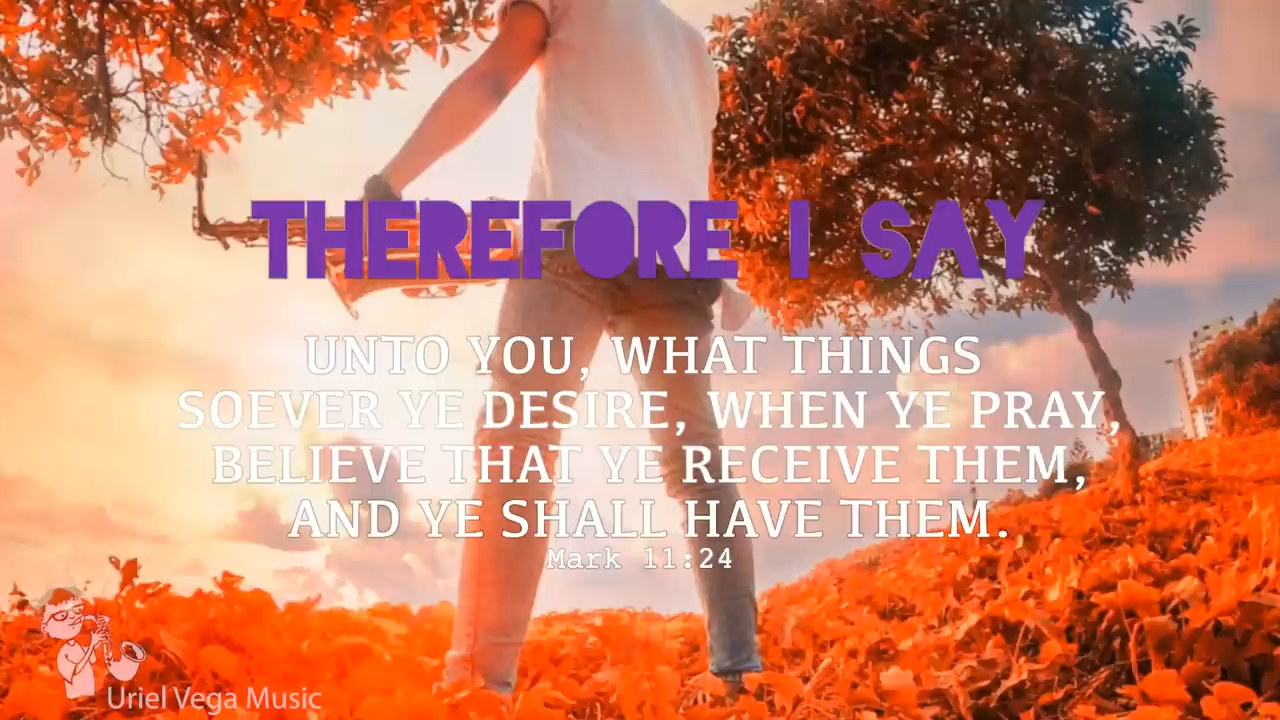 THEREFORE I SAY
UNTO YOU, WHAT THINGS
SOEVER YE DESIRE, WHEN YE PRAY,
BELIEVE THAT YE RECEIVE THEM,
AND YE SHALL HAVE THEM.
Mark 11:24
Uriel Vega Music